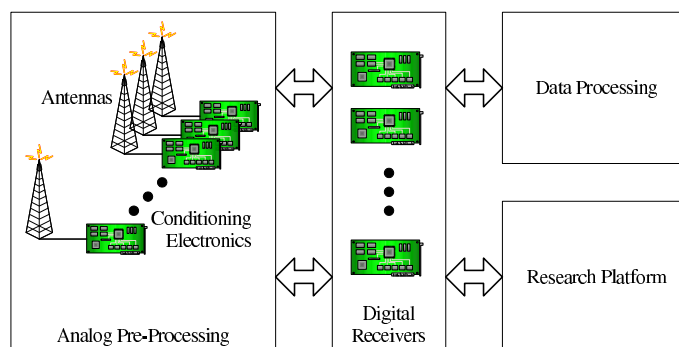 Antennas
Conditioning
Electronics
Analog Pre-Processing
Digital
Receivers
Data Processing
Research Platform